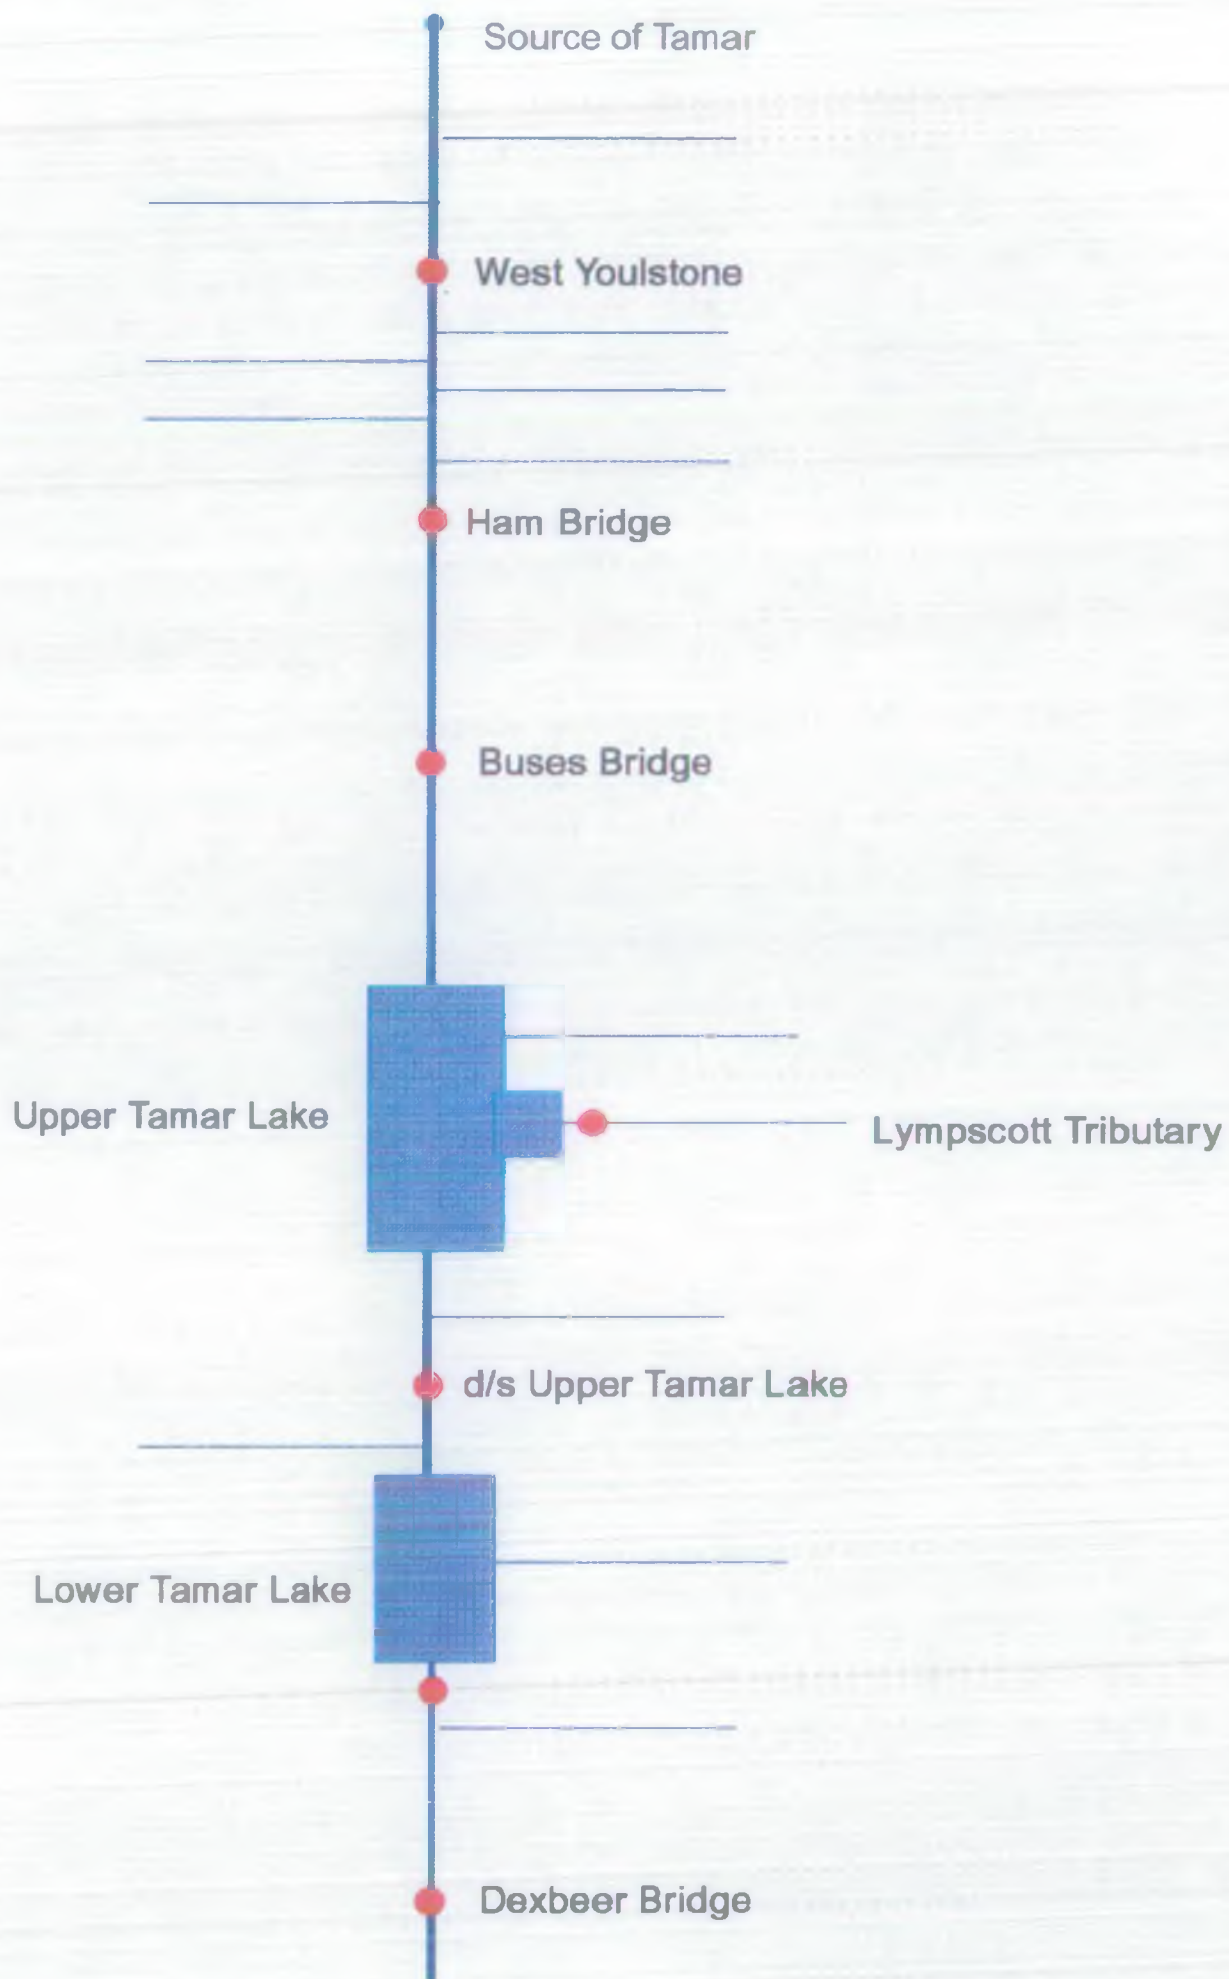 Source of Tamar
West Youlstone
Ham Bridge
Buses Bridge
Upper Tamar Lake
Lympscott Tributary
d/s Upper Tamar Lake
Lower Tamar Lake
Dexbeer Bridge